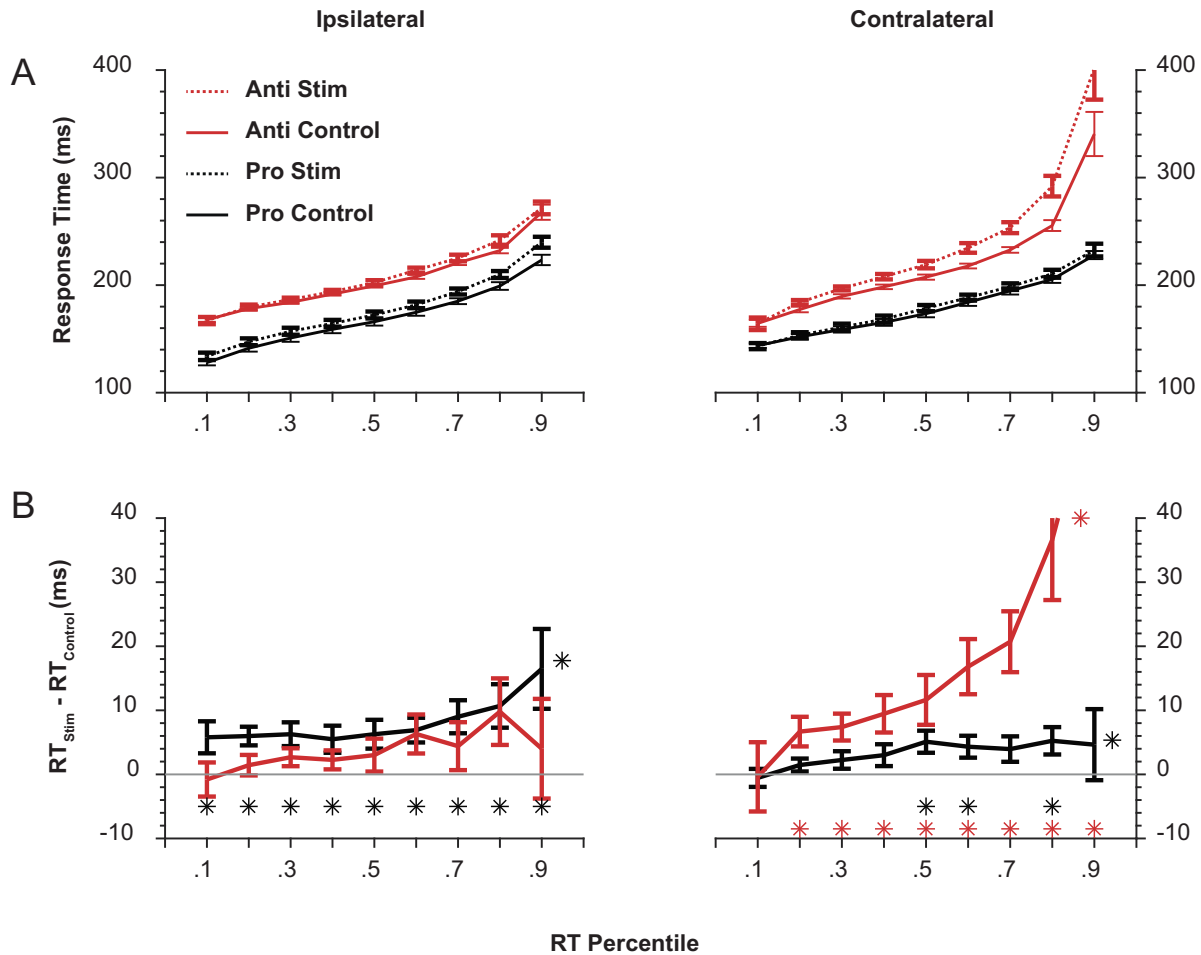 Ipsilateral Contralateral
A
400 400
300 300
200 200
100 100
Response Time (ms)
Anti Stim
Anti Control
Pro Stim
Pro Control
.1 .3 .5 .7 .9 .1 .3 .5 .7 .9
B
40 40
30 30
20 20
10 10
0 0
-10 -10
RTStim - RTControl (ms)
.1 .3 .5 .7 .9 .1 .3 .5 .7 .9
RT Percentile